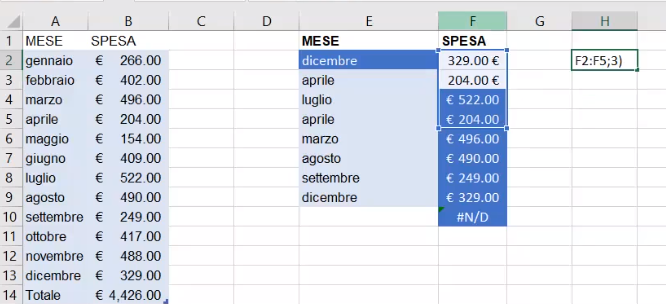 A B C D E F G H
1 MESE SPESA MESE SPESA
2 gennaio € 266.00 dicembre 329.00 € F2:F5;3)
3 febbraio € 402.00 aprile 204.00 €
4 marzo € 496.00 luglio € 522.00
5 aprile € 204.00 aprile € 204.00
6 maggio € 154.00 marzo € 496.00
7 giugno € 409.00 agosto € 490.00
8 luglio € 522.00 settembre € 249.00
9 agosto € 490.00 dicembre € 329.00
10 settembre € 249.00 #N/D
11 ottobre € 417.00
12 novembre € 488.00
13 dicembre € 329.00
14 Totale € 4,426.00